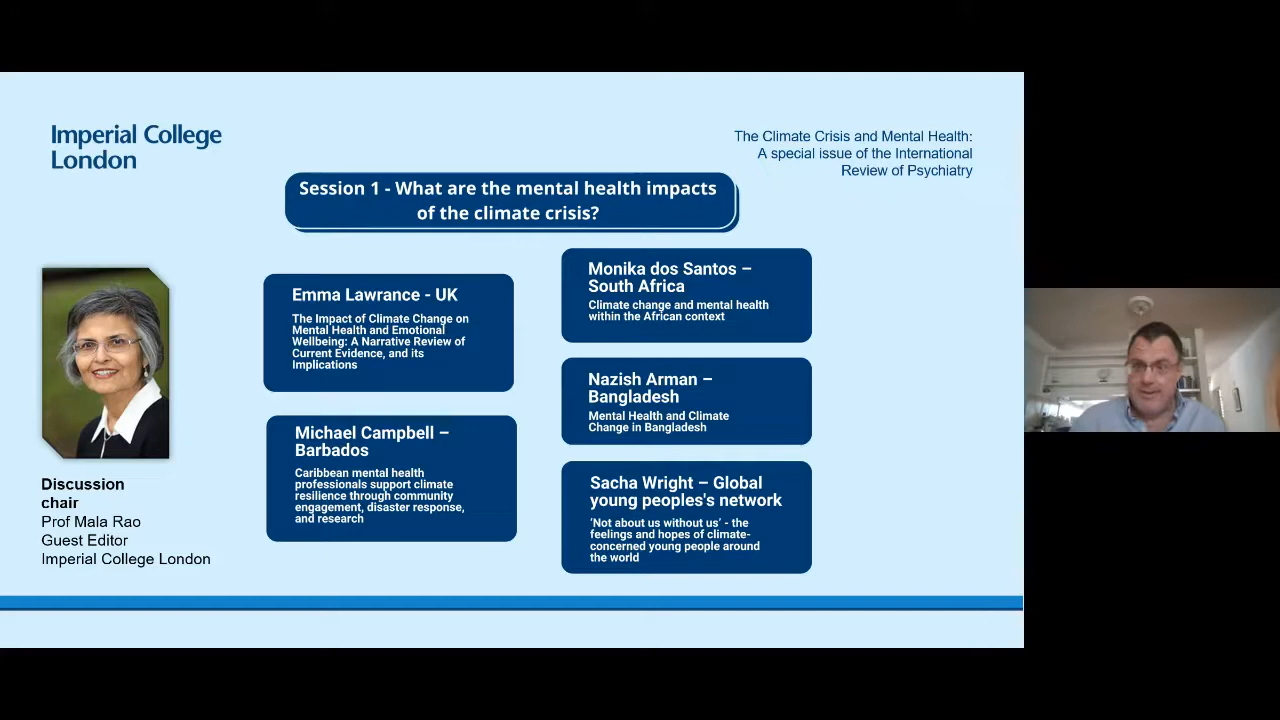 Imperial College
London
The Climate Crisis and Mental Health:
A special issue of the International
Review of Psychiatry
Session 1 - What are the mental health impacts
of the climate crisis?
Discussion
chair
Prof Mala Rao
Guest Editor
Imperial College London
Emma Lawrance - UK
The Impact of Climate Change on
Mental Health and Emotional
Wellbeing: A Narrative Review of
Current Evidence, and its
Implications
Michael Campbell –
Barbados
Caribbean mental health
professionals support climate
resilience through community
engagement, disaster response,
and research
Monika dos Santos –
South Africa
Climate change and mental health
within the African context
Nazish Arman –
Bangladesh
Mental Health and Climate
Change in Bangladesh
Sacha Wright – Global
young peoples's network
‘Not about us without us’ - the
feelings and hopes of climate-
concerned young people around
the world